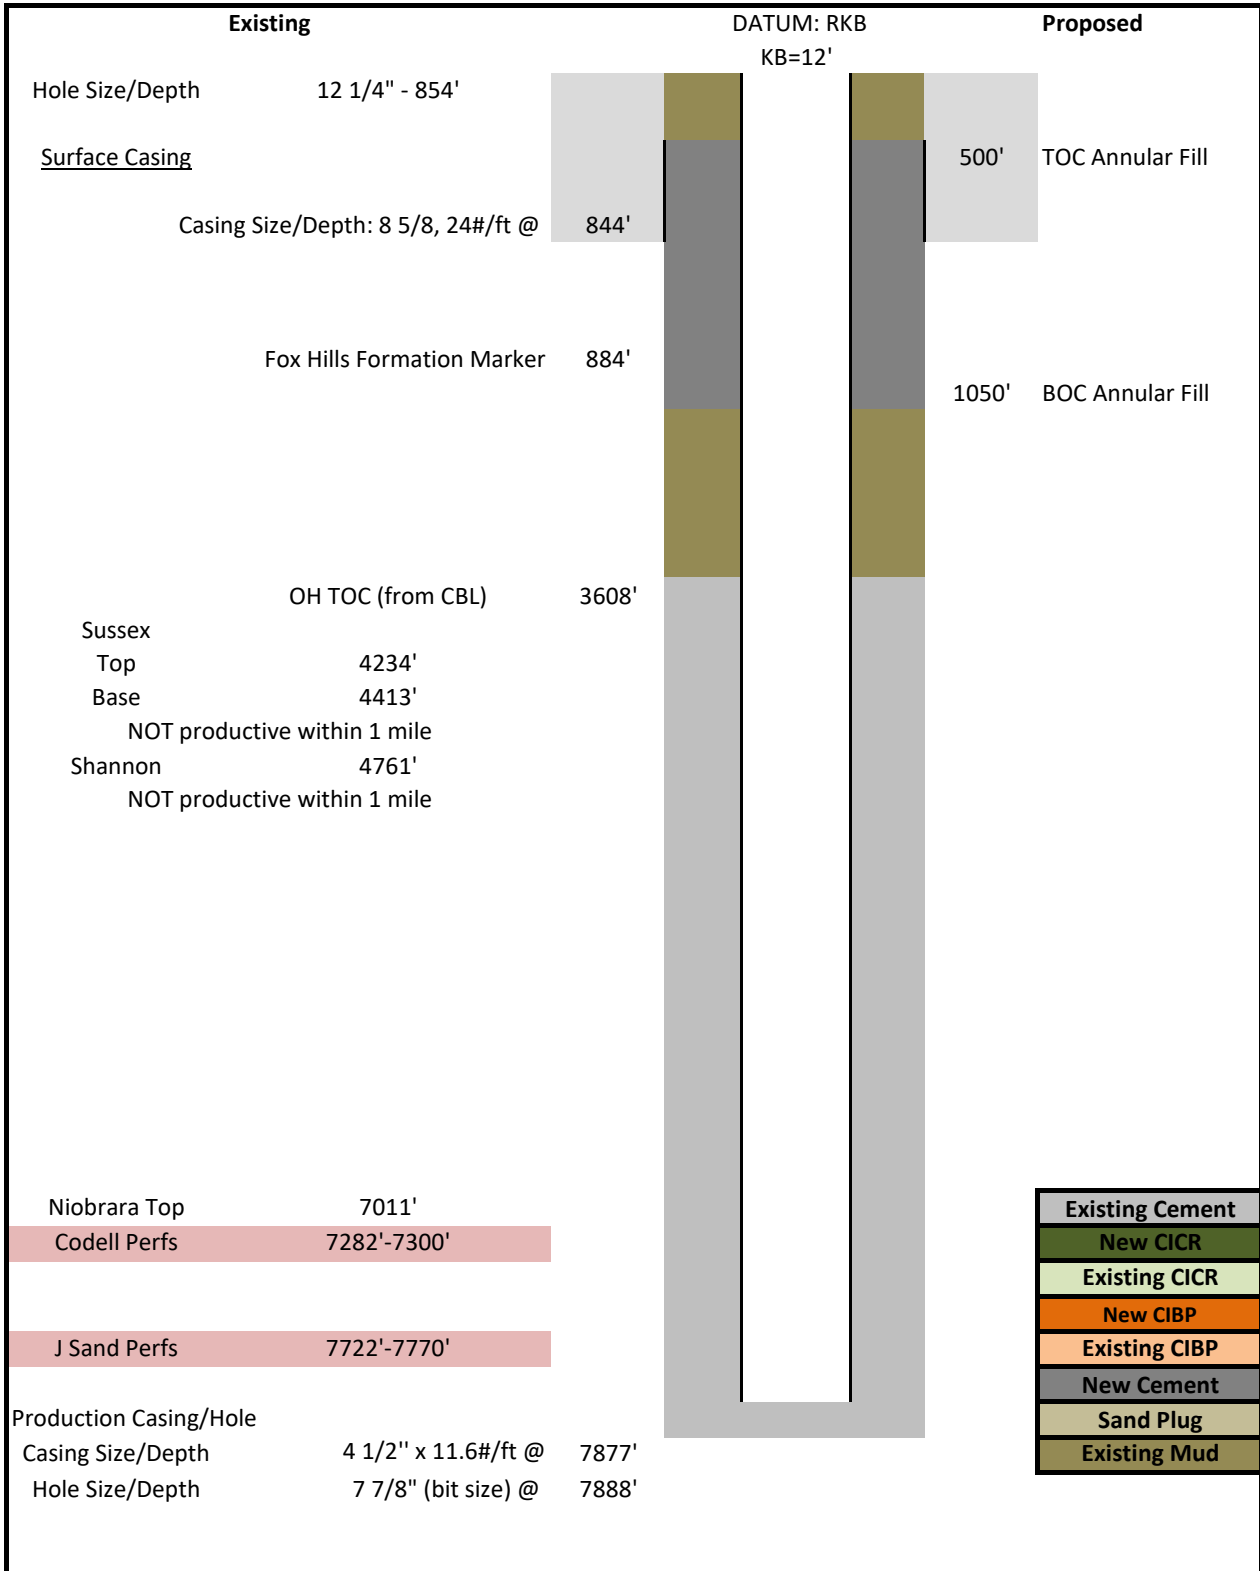 Existing DATUM: RKB Proposed
KB=12'
Hole Size/Depth 12 1/4" - 854'
Surface Casing 500' TOC Annular Fill
Casing Size/Depth: 8 5/8, 24#/ft @ 844'
Fox Hills Formation Marker 884'
1050' BOC Annular Fill
OH TOC (from CBL) 3608'
Sussex
Top 4234'
Base 4413'
NOT productive within 1 mile
Shannon 4761'
NOT productive within 1 mile
Niobrara Top 7011' Existing Cement
Codell Perfs 7282'-7300' New CICR
Existing CICR
New CIBP
J Sand Perfs 7722'-7770' Existing CIBP
New Cement
Production Casing/Hole Sand Plug
Casing Size/Depth 4 1/2'' x 11.6#/ft @ 7877' Existing Mud
Hole Size/Depth 7 7/8" (bit size) @ 7888'